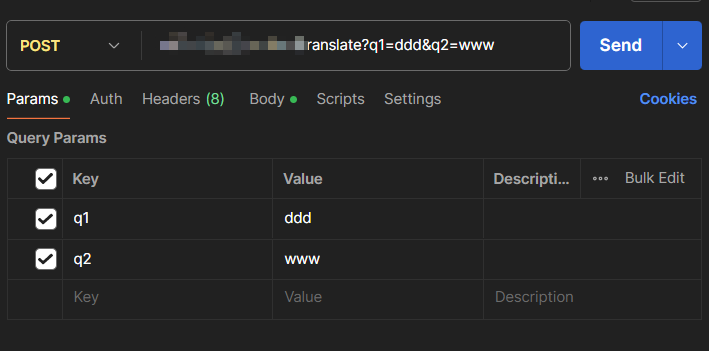 POST ranslate?q1=ddd&q2=www Send
Params Auth Headers (8) Body Scripts Settings Cookies
Query Params
Key Value Descripti... Bulk Edit
q1 ddd
q2 www
Key Value Description